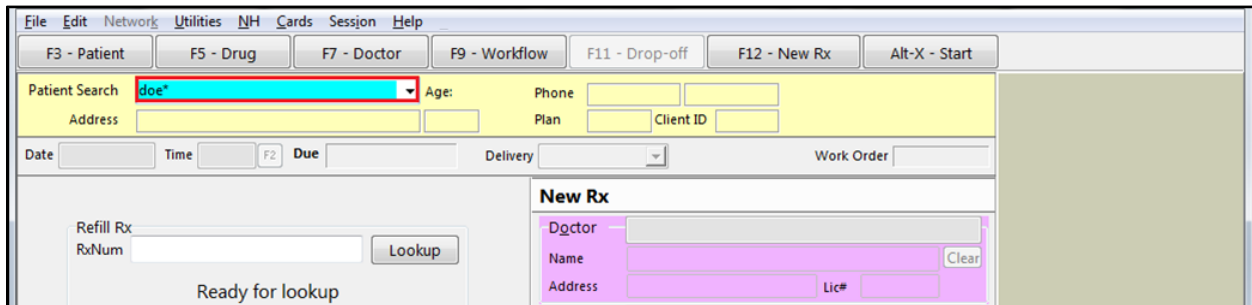 File Edit Network Utilities NH Cards Session Help
F3 - Patient F5 - Drug F7 - Doctor F9 - Workflow F11 - Drop-off F12 - New Rx Alt-X - Start
Patient Search doe* Age: Phone
Address Plan Client ID
Date Time F2 Due Delivery Work Order
New Rx
Refill Rx Doctor
RxNum Lookup Name Clear
Ready for lookup Address Lic#